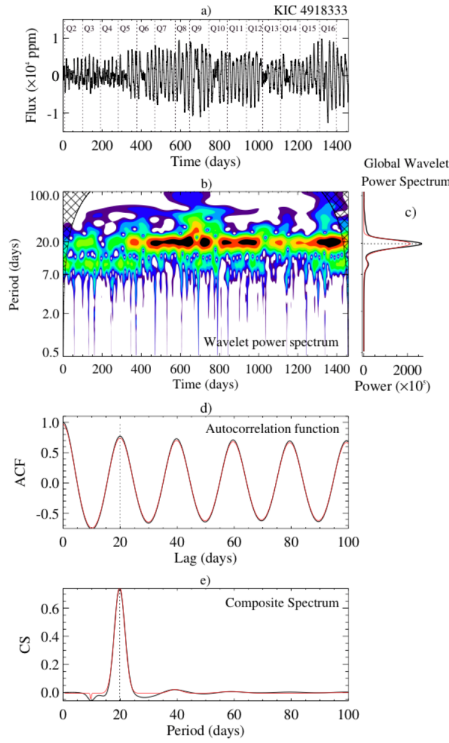 a) KIC 4918333
Q2 Q3 Q4 Q5 Q6 Q7 Q8 Q9 Q10 Q11 Q12 Q13 Q14 Q15 Q16
Flux (×10⁴ ppm)
1
0
-1
0 200 400 600 800 1000 1200 1400
Time (days)
b)
Global Wavelet
Power Spectrum
c)
Period (days)
100.0
20.0
7.0
2.0
0.5
Wavelet power spectrum
0 200 400 600 800 1000 1200 1400
Time (days)
0 2000
Power (×10⁵)
d)
Autocorrelation function
ACF
1.0
0.5
0.0
-0.5
0 20 40 60 80 100
Lag (days)
e)
Composite Spectrum
CS
0.6
0.4
0.2
0.0
0 20 40 60 80 100
Period (days)